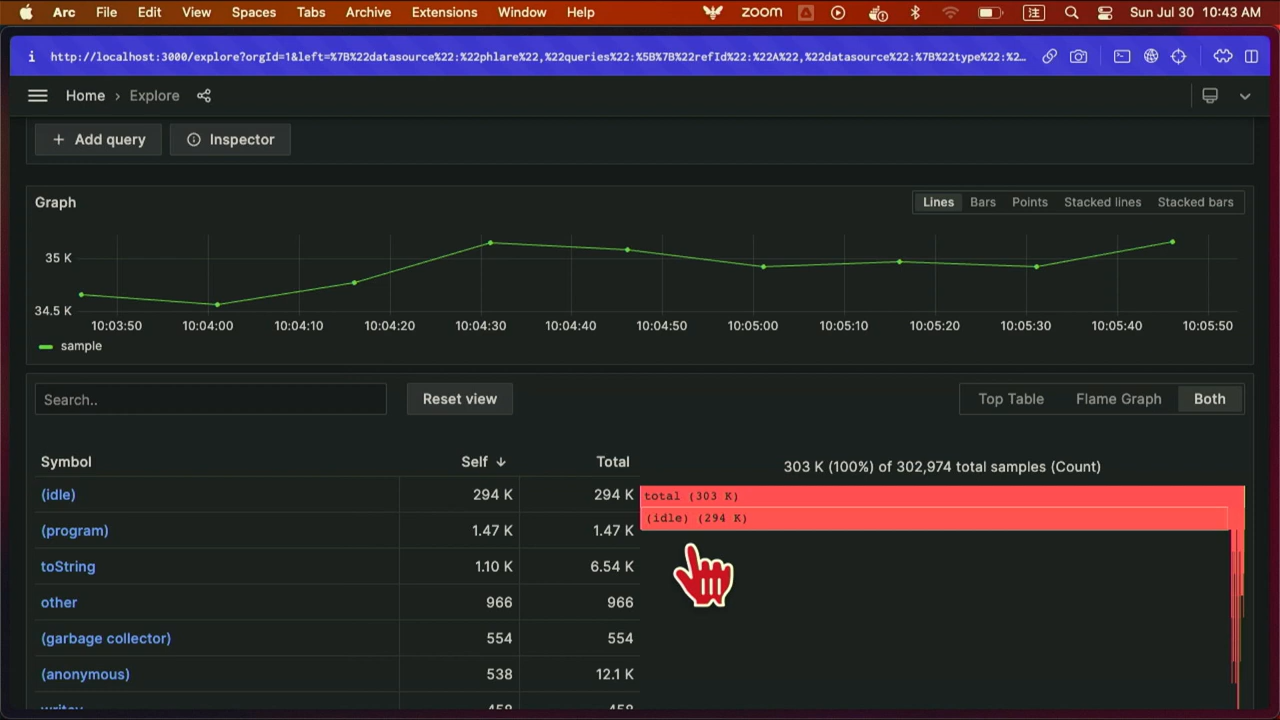 Arc File Edit View Spaces Tabs Archive Extensions Window Help zoom 注 Sun Jul 30 10:43 AM
http://localhost:3000/explore?orgId=1&left=%7B%22datasource%22:%22phlare%22,%22queries%22:%5B%7B%22refId%22:%22A%22,%22datasource%22:%7B%22type%22:%2…
Home › Explore
+ Add query Inspector
Graph Lines Bars Points Stacked lines Stacked bars
35 K
34.5 K
10:03:50 10:04:00 10:04:10 10:04:20 10:04:30 10:04:40 10:04:50 10:05:00 10:05:10 10:05:20 10:05:30 10:05:40 10:05:50
sample
Search.. Reset view Top Table Flame Graph Both
Symbol Self ↓ Total 303 K (100%) of 302,974 total samples (Count)
(idle) 294 K 294 K total (303 K)
(idle) (294 K)
(program) 1.47 K 1.47 K
toString 1.10 K 6.54 K
other 966 966
(garbage collector) 554 554
(anonymous) 538 12.1 K